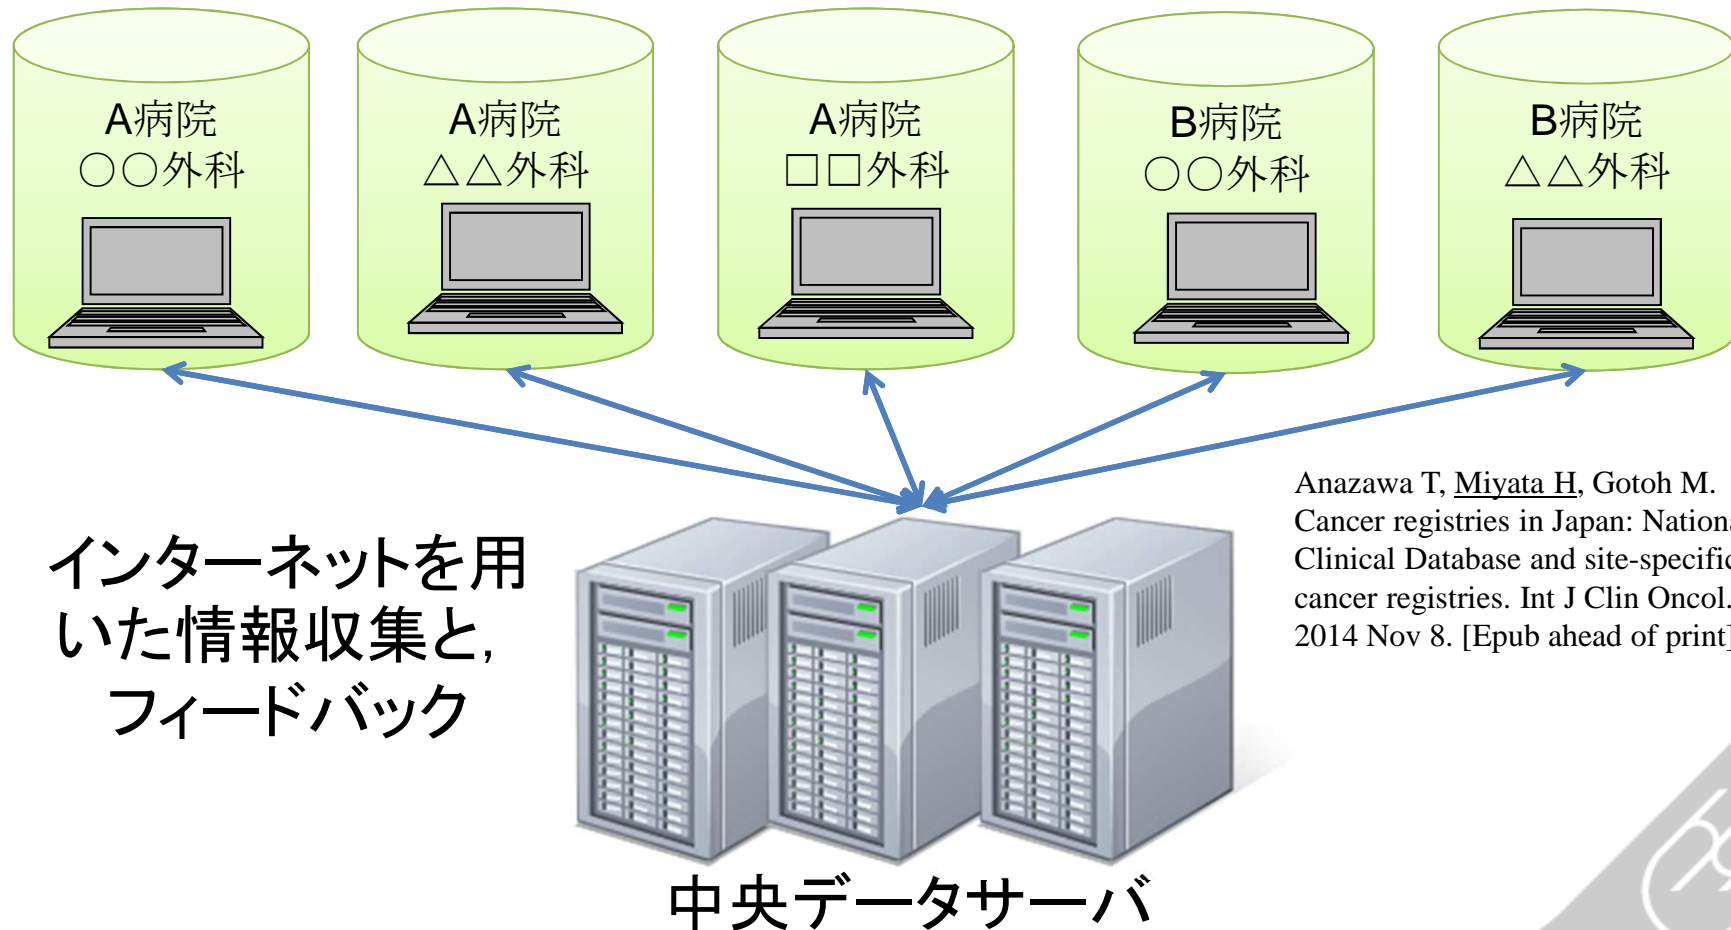 A病院
○○外科
A病院
△△外科
A病院
□□外科
B病院
○○外科
B病院
△△外科
インターネットを用
いた情報収集と,
フィードバック
Anazawa T, Miyata H, Gotoh M.
Cancer registries in Japan: Nationa
Clinical Database and site-specific
cancer registries. Int J Clin Oncol.
2014 Nov 8. [Epub ahead of print]
中央データサーバ